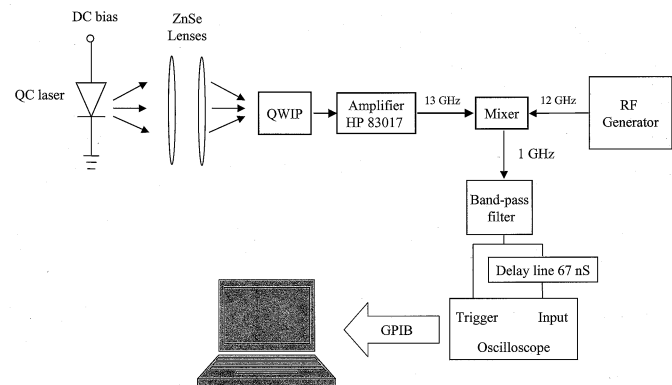 DC bias
ZnSe
Lenses
QC laser
QWIP
Amplifier
HP 83017
13 GHz
Mixer
12 GHz
RF
Generator
1 GHz
Band-pass
filter
Delay line 67 nS
Trigger Input
Oscilloscope
GPIB